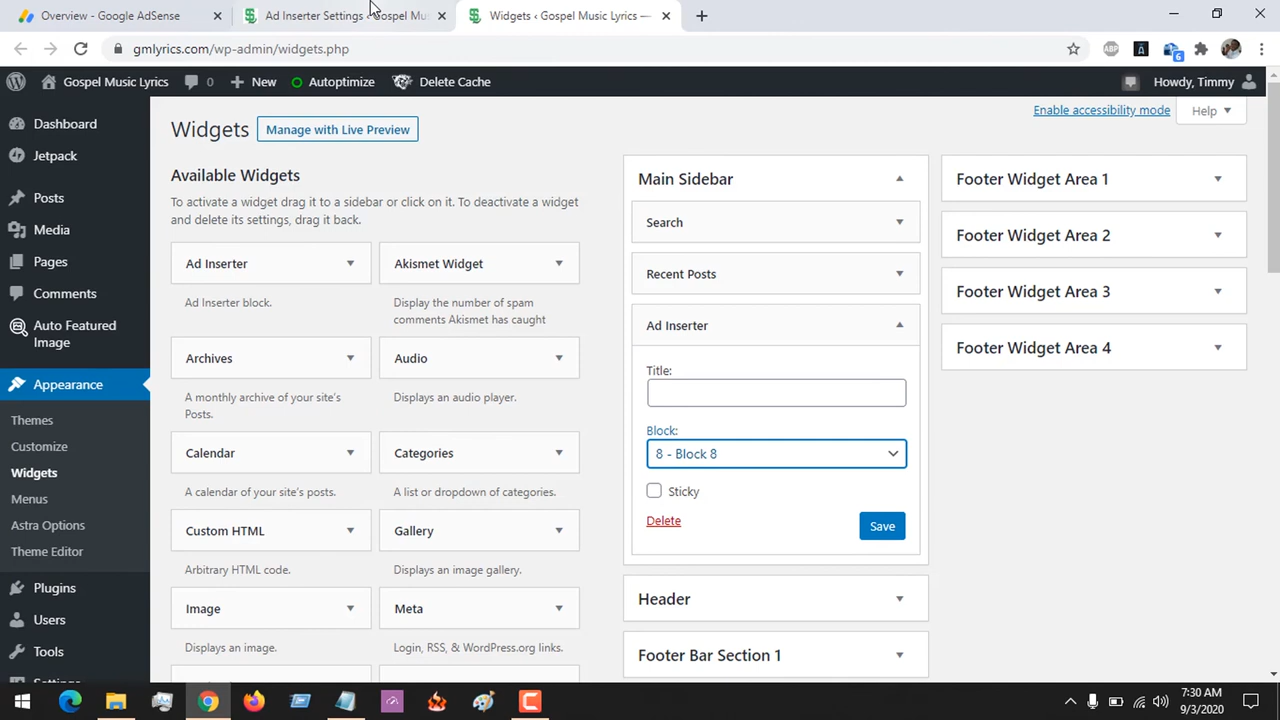 Overview - Google AdSense
Ad Inserter Settings ‹ Gospel Mu
Widgets ‹ Gospel Music Lyrics —
gmlyrics.com/wp-admin/widgets.php
ABP
6
Gospel Music Lyrics
0
New
Autoptimize
Delete Cache
Howdy, Timmy
Dashboard
Jetpack
Posts
Media
Pages
Comments
Auto Featured
Image
Appearance
Themes
Customize
Widgets
Menus
Astra Options
Theme Editor
Plugins
Users
Tools
Widgets
Manage with Live Preview
Enable accessibility mode
Help
Available Widgets
To activate a widget drag it to a sidebar or click on it. To deactivate a widget
and delete its settings, drag it back.
Ad Inserter
Akismet Widget
Ad Inserter block.
Display the number of spam
comments Akismet has caught
Archives
Audio
A monthly archive of your site's
Posts.
Displays an audio player.
Calendar
Categories
A calendar of your site's posts.
A list or dropdown of categories.
Custom HTML
Gallery
Arbitrary HTML code.
Displays an image gallery.
Image
Meta
Displays an image.
Login, RSS, & WordPress.org links.
Main Sidebar
Search
Recent Posts
Ad Inserter
Title:
Block:
8 - Block 8
Sticky
Delete
Save
Header
Footer Bar Section 1
Footer Widget Area 1
Footer Widget Area 2
Footer Widget Area 3
Footer Widget Area 4
7:30 AM
9/3/2020